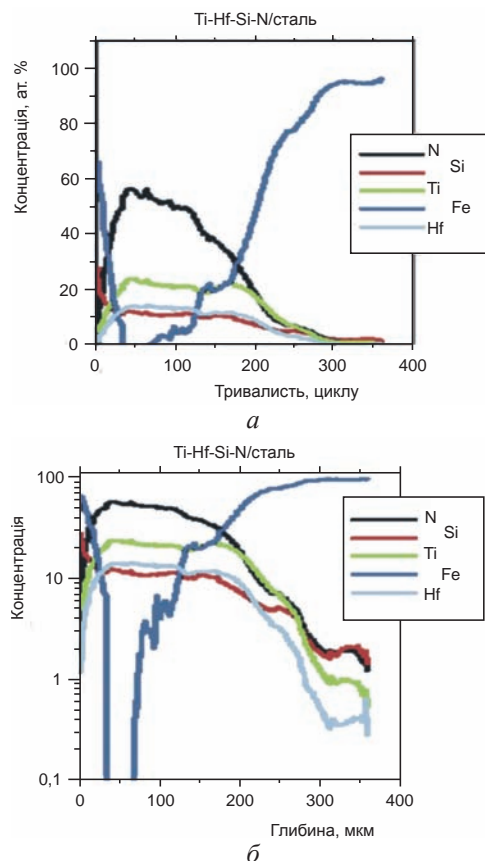 Ti-Hf-Si-N/сталь
Концентрація, ат. %
100
80
60
40
20
0
N
Si
Ti
Fe
Hf
0 100 200 300 400
Тривалисть, циклу
а
Ti-Hf-Si-N/сталь
Концентрація
100
10
1
0,1
N
Si
Ti
Fe
Hf
0 100 200 300 400
Глибина, мкм
б